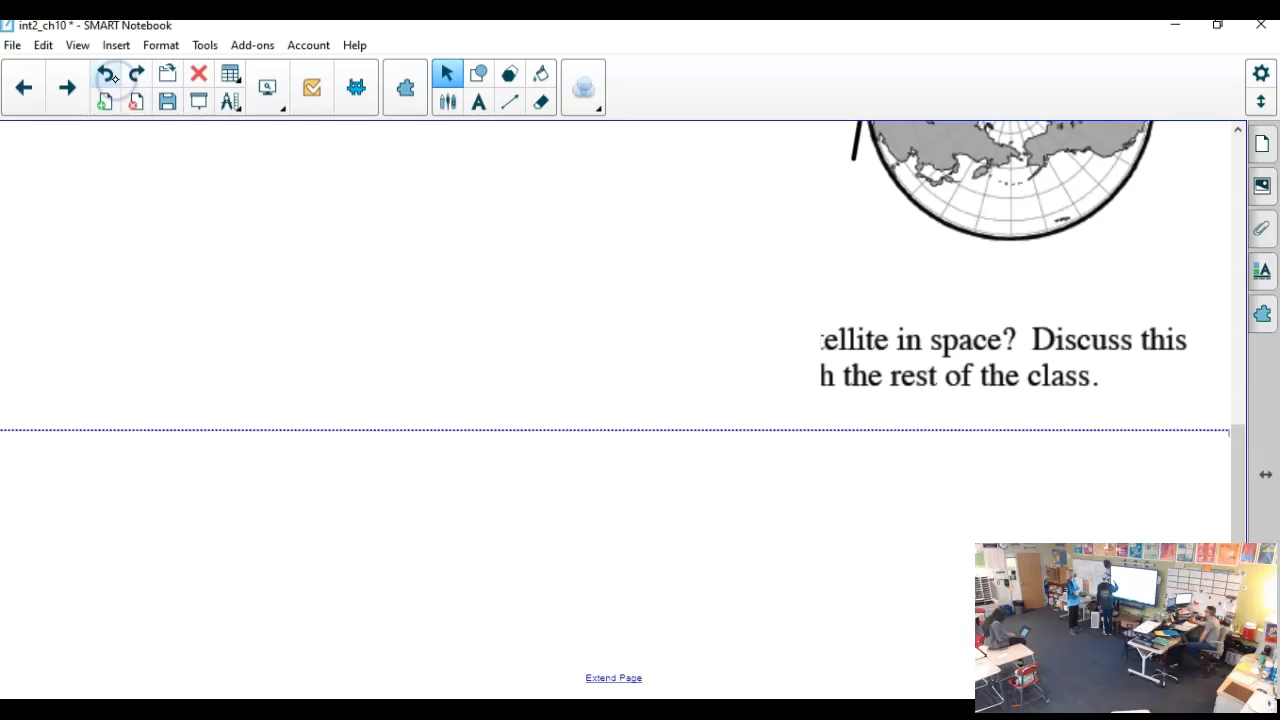 int2_ch10 * - SMART Notebook
File Edit View Insert Format Tools Add-ons Account Help
tellite in space? Discuss this
h the rest of the class.
Extend Page